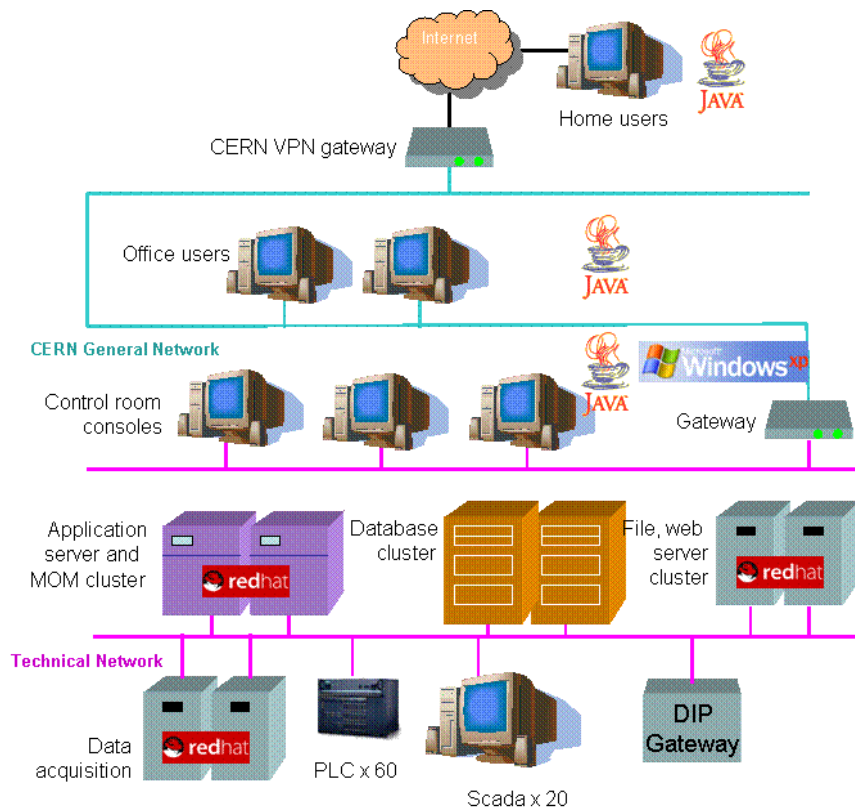 Internet
JAVA
Home users
CERN VPN gateway
Office users
JAVA
CERN General Network
Microsoft
Windows xp
Control room
consoles
JAVA
Gateway
Application
server and
MOM cluster
redhat
Database
cluster
File, web
server
cluster
redhat
Technical Network
Data
acquisition
redhat
PLC x 60
Scada x 20
DIP
Gateway